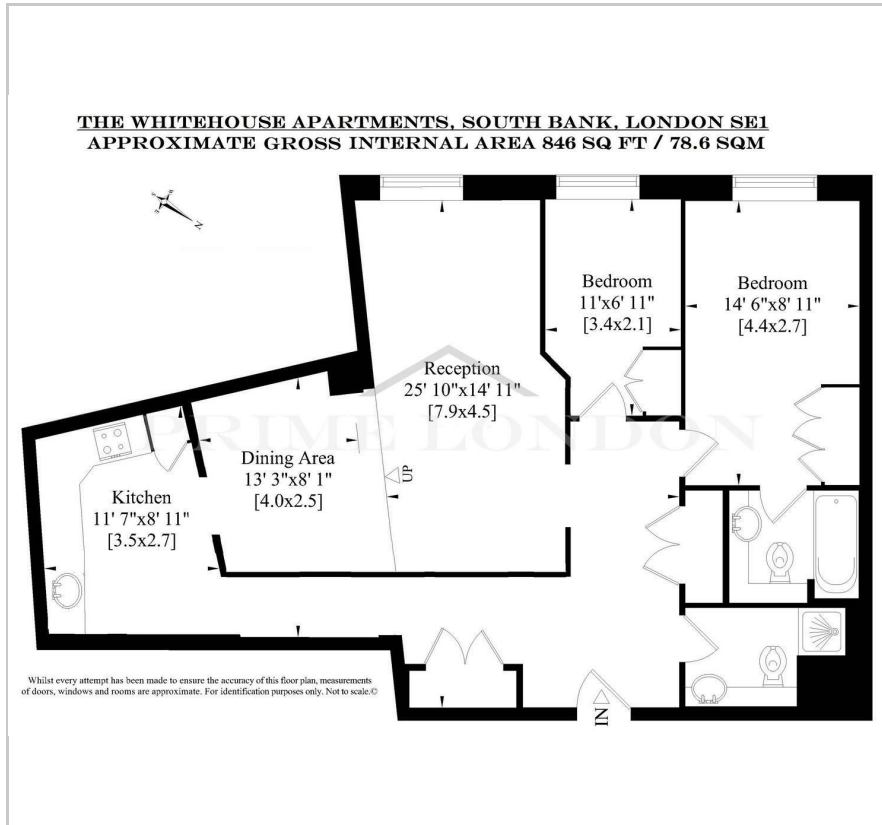 THE WHITEHOUSE APARTMENTS, SOUTH BANK, LONDON SE1
APPROXIMATE GROSS INTERNAL AREA 846 SQ FT / 78.6 SQM
N
S
E
Bedroom
11'x6' 11"
[3.4x2.1]
Bedroom
14' 6"x8' 11"
[4.4x2.7]
Reception
25' 10"x14' 11"
[7.9x4.5]
PRIME LONDON
Dining Area
13' 3"x8' 1"
[4.0x2.5]
UP
Kitchen
11' 7"x8' 11"
[3.5x2.7]
IN
Whilst every attempt has been made to ensure the accuracy of this floor plan, measurements
of doors, windows and rooms are approximate. For identification purposes only. Not to scale.©